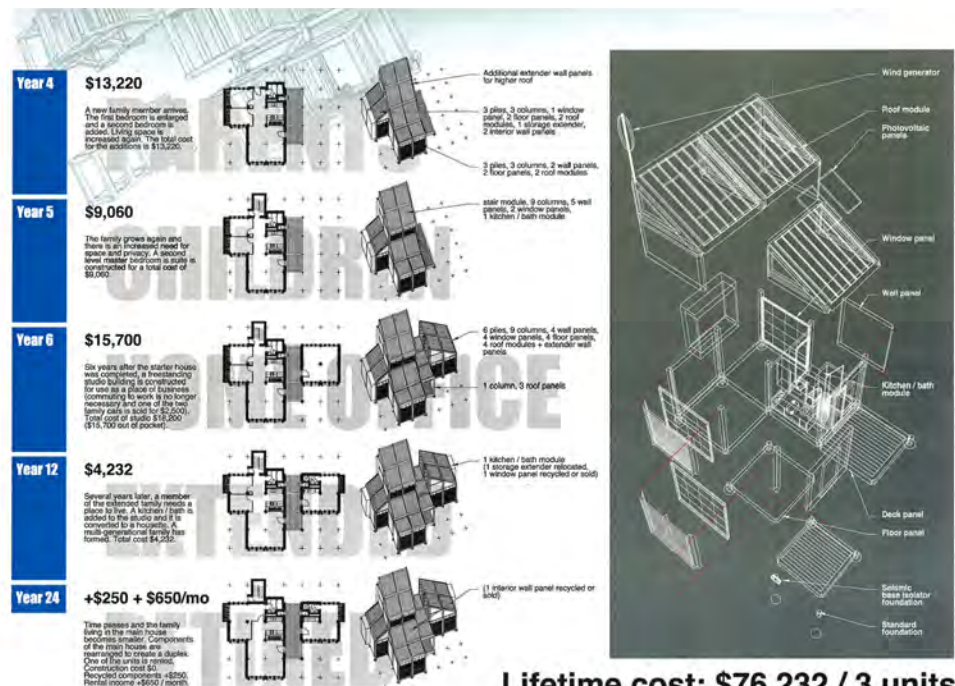 Year 4
$13,220
A new family member arrives.
The first bedroom is enlarged
and a second bedroom is
added. Living space is
increased again. The total cost
for the additions is $13,220.
Additional extender wall panels
for higher roof
3 piles, 3 columns, 1 window
panel, 2 floor panels, 2 roof
modules, 1 storage extender,
2 interior wall panels
3 piles, 3 columns, 2 wall panels,
2 floor panels, 2 roof modules
Year 5
$9,060
The family grows again and
there is an increased need for
space and privacy. A second
level master bedroom is suite is
constructed for a total cost of
$9,060.
CHILDREN
stair module, 9 columns, 5 wall
panels, 2 window panels,
1 kitchen / bath module
Year 6
$15,700
Six years after the starter house
was completed, a freestanding
studio building is constructed
for use as a place of business
(commuting to work is no longer
necessary and one of the two
family cars is sold for $2,500).
Total cost of studio $18,200
($15,700 out of pocket).
HOME OFFICE
6 piles, 9 columns, 4 wall panels,
4 window panels, 4 floor panels,
4 roof modules + extender wall
panels
1 column, 3 roof panels
Year 12
$4,232
Several years later, a member
of the extended family needs a
place to live. A kitchen / bath is
added to the studio and it is
converted to a housette. A
multi-generational family has
formed. Total cost $4,232.
EXTENDED
1 kitchen / bath module
(1 storage extender relocated,
1 window panel recycled or sold)
Year 24
+$250 + $650/mo
Time passes and the family
living in the main house
becomes smaller. Components
of the main house are
rearranged to create a duplex.
One of the units is rented.
Construction cost $0.
Recycled components +$250.
Rental income +$650 / month.
(1 interior wall panel recycled or
sold)
Wind generator
Roof module
Photovoltaic
panels
Window panel
Wall panel
Kitchen / bath
module
Deck panel
Floor panel
Seismic
base isolator
foundation
Standard
foundation
Lifetime cost: $76,232 / 3 units